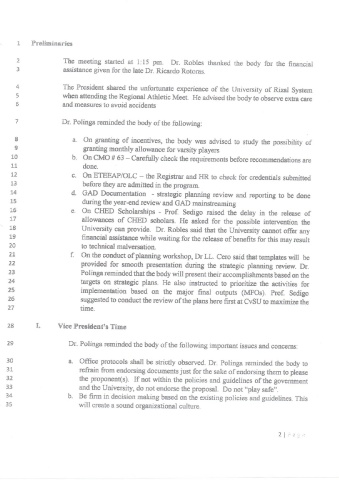 1 Preliminaries
2 The meeting started at 1:15 pm. Dr. Robles thanked the body for the financial
3 assistance given for the late Dr. Ricardo Rotoras.
4 The President shared the unfortunate experience of the University of Rizal System
5 when attending the Regional Athletic Meet. He advised the body to observe extra care
6 and measures to avoid accidents
7 Dr. Polinga reminded the body of the following:
8 a. On granting of incentives, the body was advised to study the possibility of
9 granting monthly allowance for varsity players
10 b. On CMO # 63 – Carefully check the requirements before recommendations are
11 done.
12 c. On ETEEAP/OLC – the Registrar and HR to check for credentials submitted
13 before they are admitted in the program.
14 d. GAD Documentation - strategic planning review and reporting to be done
15 during the year-end review and GAD mainstreaming
16 e. On CHED Scholarships - Prof. Sedigo raised the delay in the release of
17 allowances of CHED scholars. He asked for the possible intervention the
18 University can provide. Dr. Robles said that the University cannot offer any
19 financial assistance while waiting for the release of benefits for this may result
20 to technical malversation.
21 f. On the conduct of planning workshop, Dr LL. Cero said that templates will be
22 provided for smooth presentation during the strategic planning review. Dr.
23 Polinga reminded that the body will present their accomplishments based on the
24 targets on strategic plans. He also instructed to prioritize the activities for
25 implementation based on the major final outputs (MFOs). Prof. Sedigo
26 suggested to conduct the review of the plans here first at CvSU to maximize the
27 time.
28 I. Vice President's Time
29 Dr. Polinga reminded the body of the following important issues and concerns:
30 a. Office protocols shall be strictly observed. Dr. Polinga reminded the body to
31 refrain from endorsing documents just for the sake of endorsing them to please
32 the proponent(s). If not within the policies and guidelines of the government
33 and the University, do not endorse the proposal. Do not "play safe".
34 b. Be firm in decision making based on the existing policies and guidelines. This
35 will create a sound organizational culture.
2 | Page